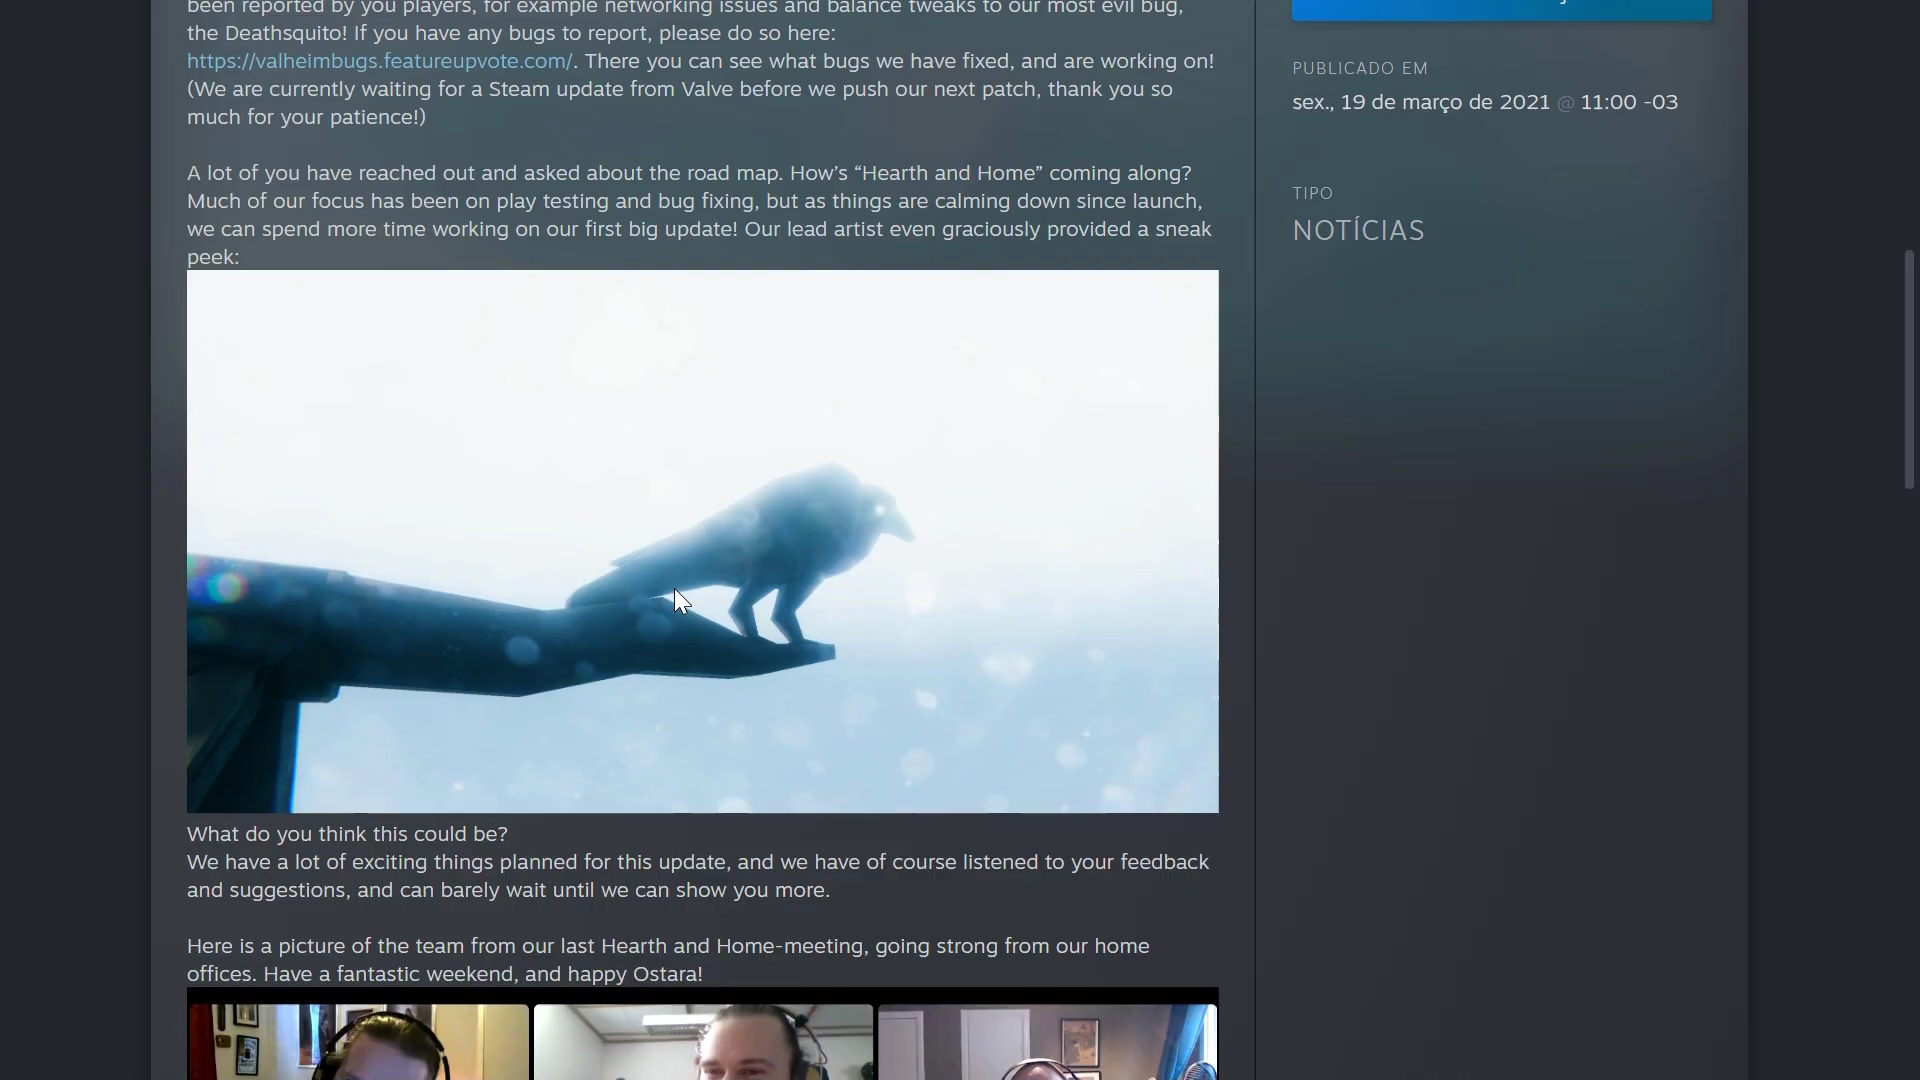 been reported by you players, for example networking issues and balance tweaks to our most evil bug,
the Deathsquito! If you have any bugs to report, please do so here:
https://valheimbugs.featureupvote.com/. There you can see what bugs we have fixed, and are working on!
(We are currently waiting for a Steam update from Valve before we push our next patch, thank you so
much for your patience!)
A lot of you have reached out and asked about the road map. How’s “Hearth and Home” coming along?
Much of our focus has been on play testing and bug fixing, but as things are calming down since launch,
we can spend more time working on our first big update! Our lead artist even graciously provided a sneak
peek:
What do you think this could be?
We have a lot of exciting things planned for this update, and we have of course listened to your feedback
and suggestions, and can barely wait until we can show you more.
Here is a picture of the team from our last Hearth and Home-meeting, going strong from our home
offices. Have a fantastic weekend, and happy Ostara!
PUBLICADO EM
sex., 19 de março de 2021 @ 11:00 -03
TIPO
NOTÍCIAS